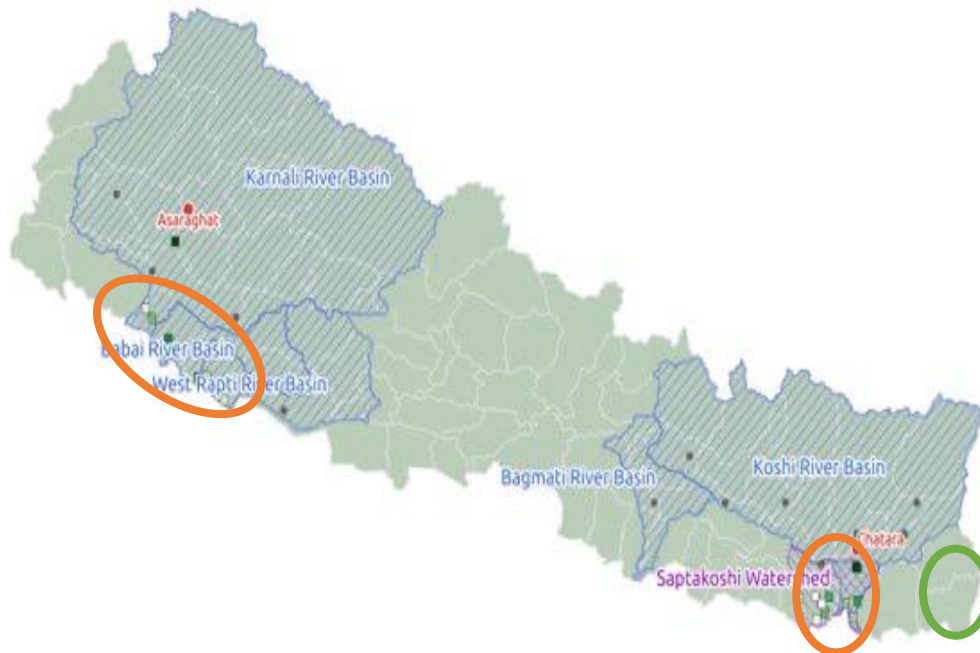 Karnali River Basin
Asaraghat
Babai River Basin
West Rapti River Basin
Bagmati River Basin
Koshi River Basin
Chatara
Saptakoshi Watershed